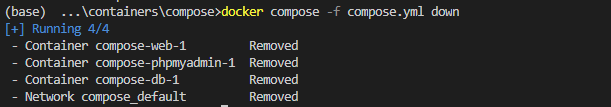 (base)  ...\containers\compose>docker compose -f compose.yml down
[+] Running 4/4
- Container compose-web-1 Removed
- Container compose-phpmyadmin-1 Removed
- Container compose-db-1 Removed
- Network compose_default Removed